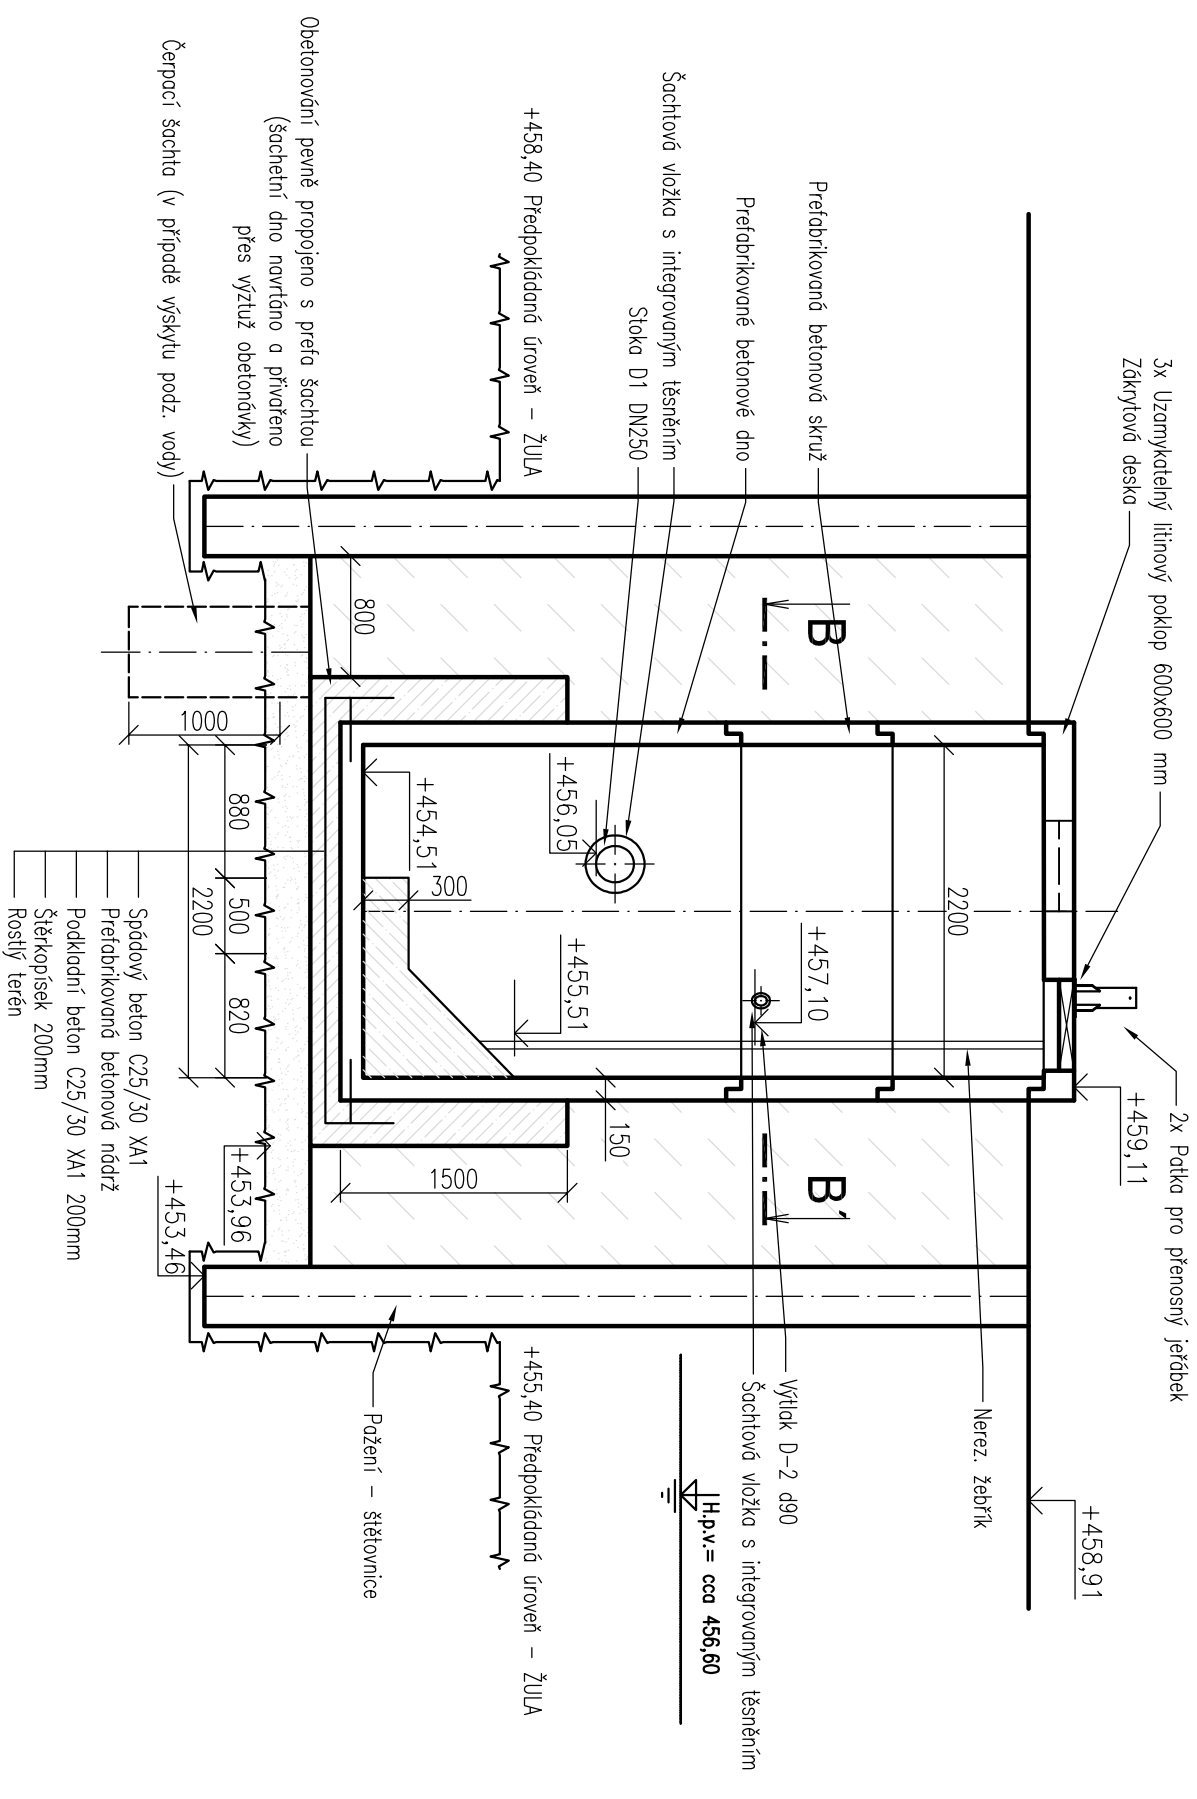 3x Uzamykatelný litinový poklop 600x600 mm
Zákrytová deska
2x Patka pro přenosný jeřábek
+459,11
+458,91
Prefabrikovaná betonová skruž
Prefabrikované betonové dno
Šachtová vložka s integrovaným těsněním
Stoka D1 DN250
+458,40 Předpokládaná úroveň - ŽULA
Obetonování pevně propojeno s prefa šachtou
(šachetní dno navrtáno a přivařeno
přes výztuž obetonávky)
Čerpací šachta (v případě výskytu podz. vody)
B
B´
2200
+457,10
+456,05
+455,51
+454,51
300
800
150
1500
1000
880
500
820
2200
+453,96
+453,46
Nerez. žebřík
Výtlak D-2 d90
Šachtová vložka s integrovaným těsněním
H.p.v.= cca 456,60
+455,40 Předpokládaná úroveň - ŽULA
Pažení - štětovnice
Spádový beton C25/30 XA1
Prefabrikovaná betonová nádrž
Podkladní beton C25/30 XA1 200mm
Štěrkopísek 200mm
Rostlý terén